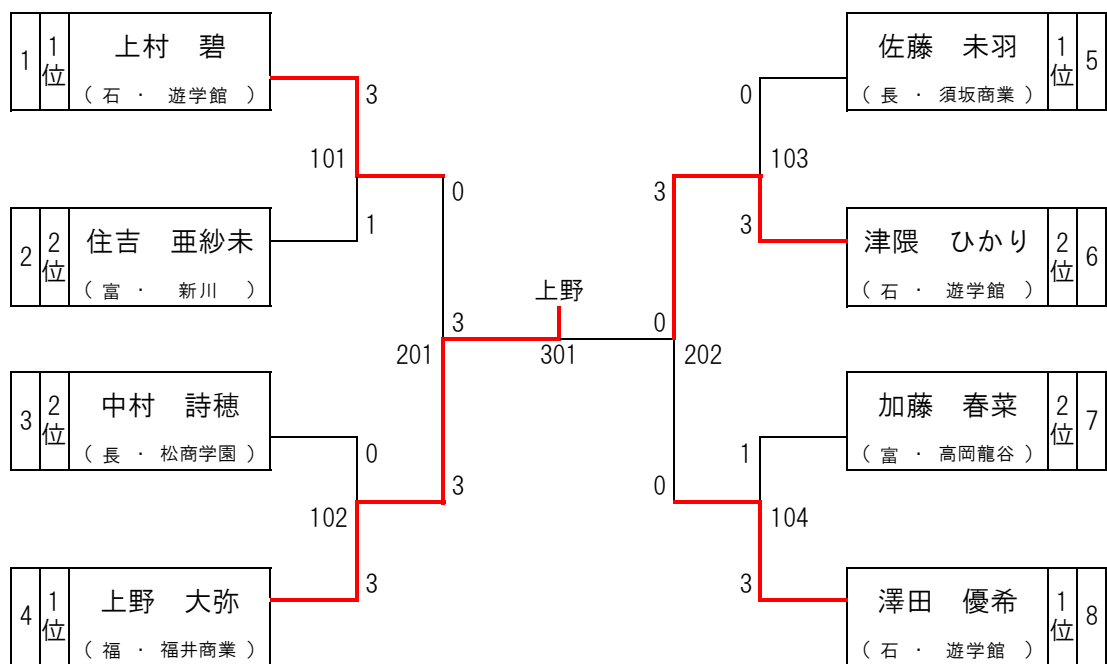 1 1位 上村 碧
（ 石 ・ 遊学館 ）
3
101
1
2 2位 住吉 亜紗未
（ 富 ・ 新川 ）
0
3
201
3
3 2位 中村 詩穂
（ 長 ・ 松商学園 ）
0
102
3
4 1位 上野 大弥
（ 福 ・ 福井商業 ）
上野
301
佐藤 未羽 1位 5
（ 長 ・ 須坂商業 ）
0
103
3
津隈 ひかり 2位 6
（ 石 ・ 遊学館 ）
3
0
202
0
加藤 春菜 2位 7
（ 富 ・ 高岡龍谷 ）
1
104
3
澤田 優希 1位 8
（ 石 ・ 遊学館 ）